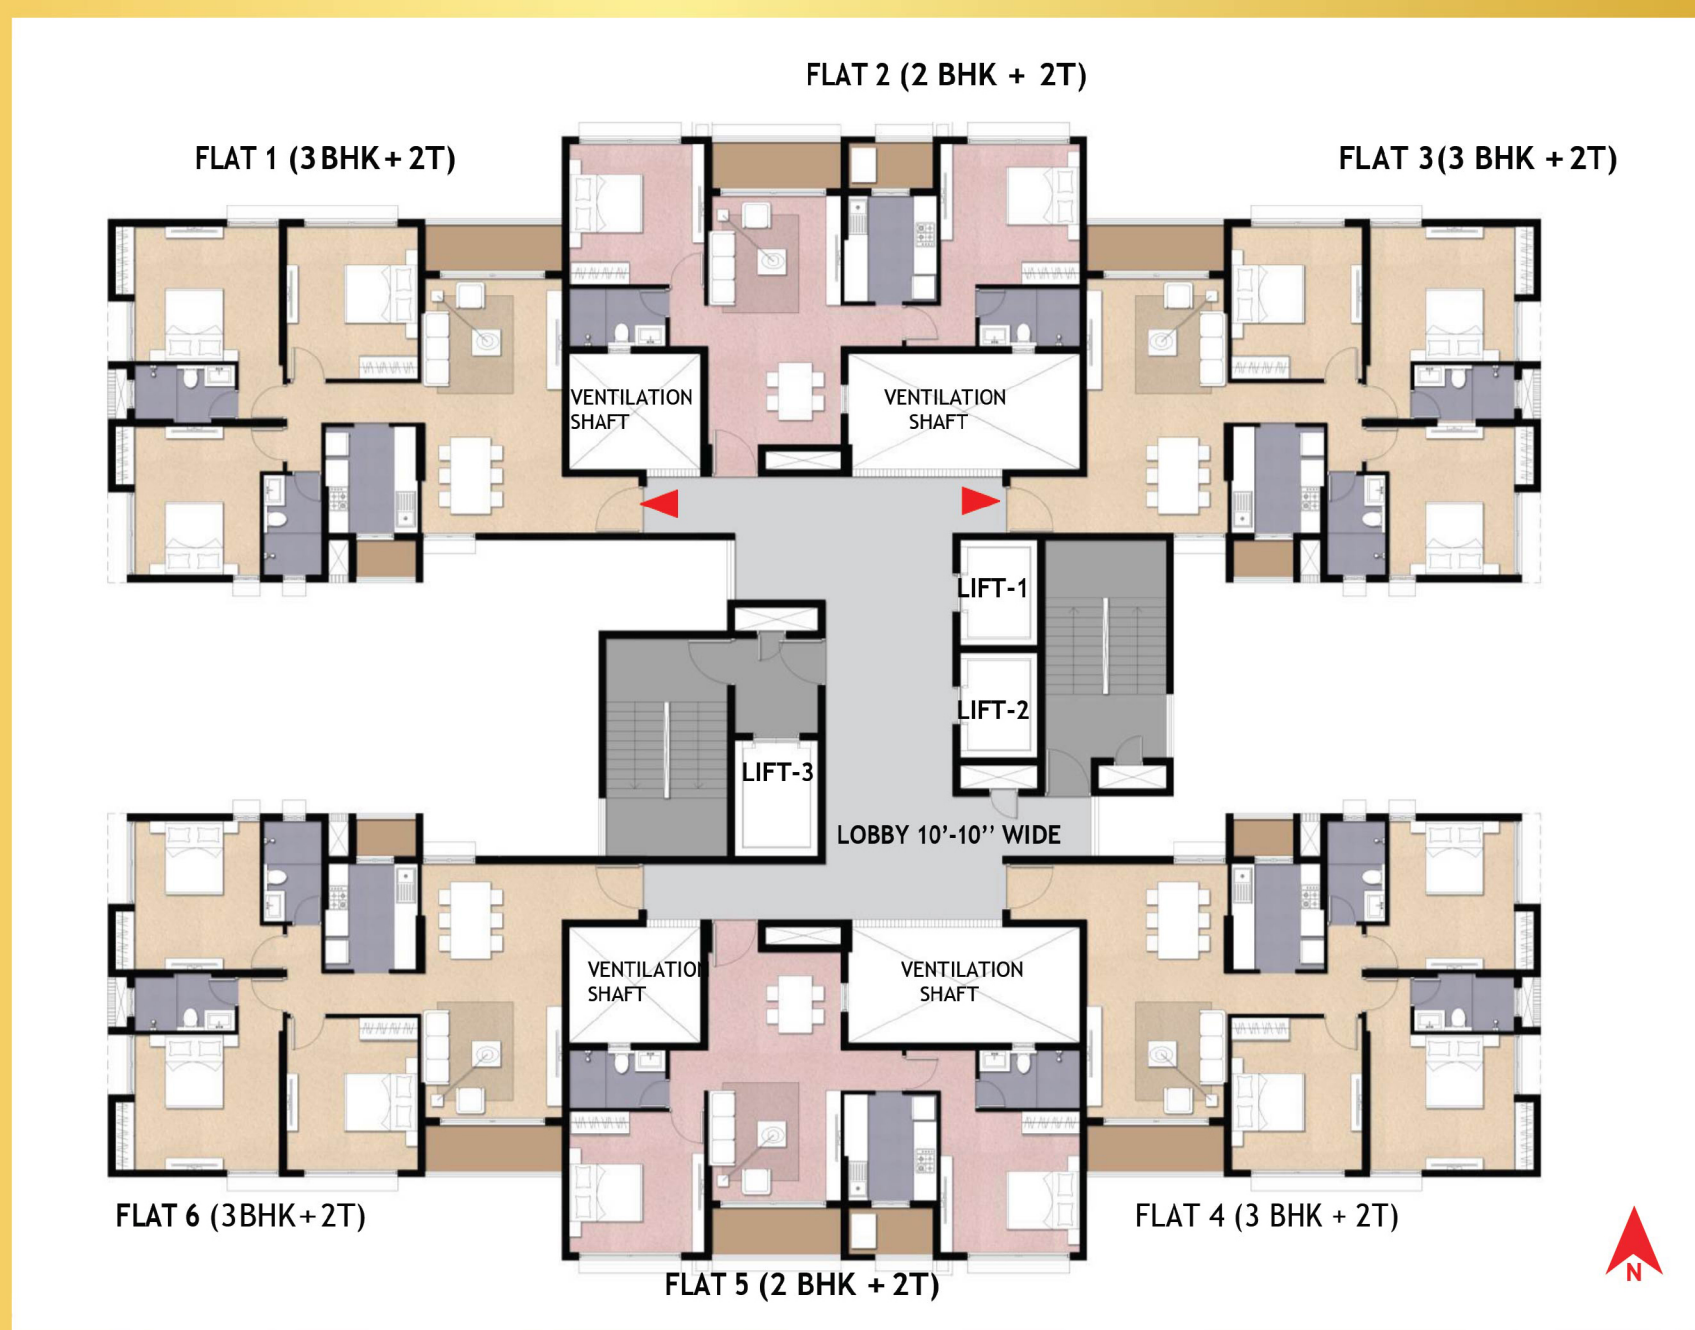 FLAT 2 (2 BHK + 2T)
FLAT 1 (3 BHK + 2T)
FLAT 3(3 BHK + 2T)
VENTILATION
SHAFT
VENTILATION
SHAFT
LIFT-1
LIFT-2
LIFT-3
LOBBY 10’-10’’ WIDE
VENTILATION
SHAFT
VENTILATION
SHAFT
FLAT 6 (3BHK+2T)
FLAT 4 (3 BHK + 2T)
FLAT 5 (2 BHK + 2T)
N